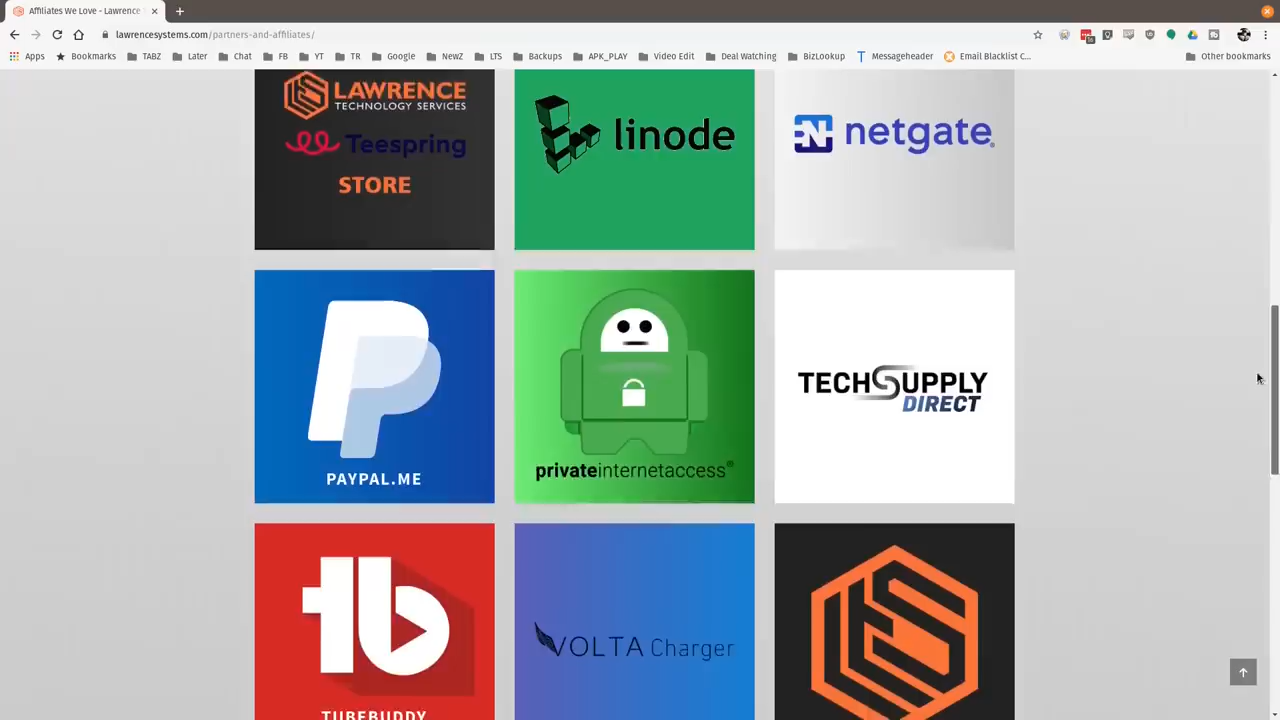 Affiliates We Love - Lawrence
lawrencesystems.com/partners-and-affiliates/
Apps Bookmarks TABZ Later Chat FB YT TR Google NewZ LTS Backups APK_PLAY Video Edit Deal Watching BizLookup Messageheader Email Blacklist C... Other bookmarks
LAWRENCE
TECHNOLOGY SERVICES
Teespring
STORE
linode
netgate®
PAYPAL.ME
privateinternetaccess®
TECHSUPPLY
DIRECT
tb
TUBEBUDDY
VOLTA Charger